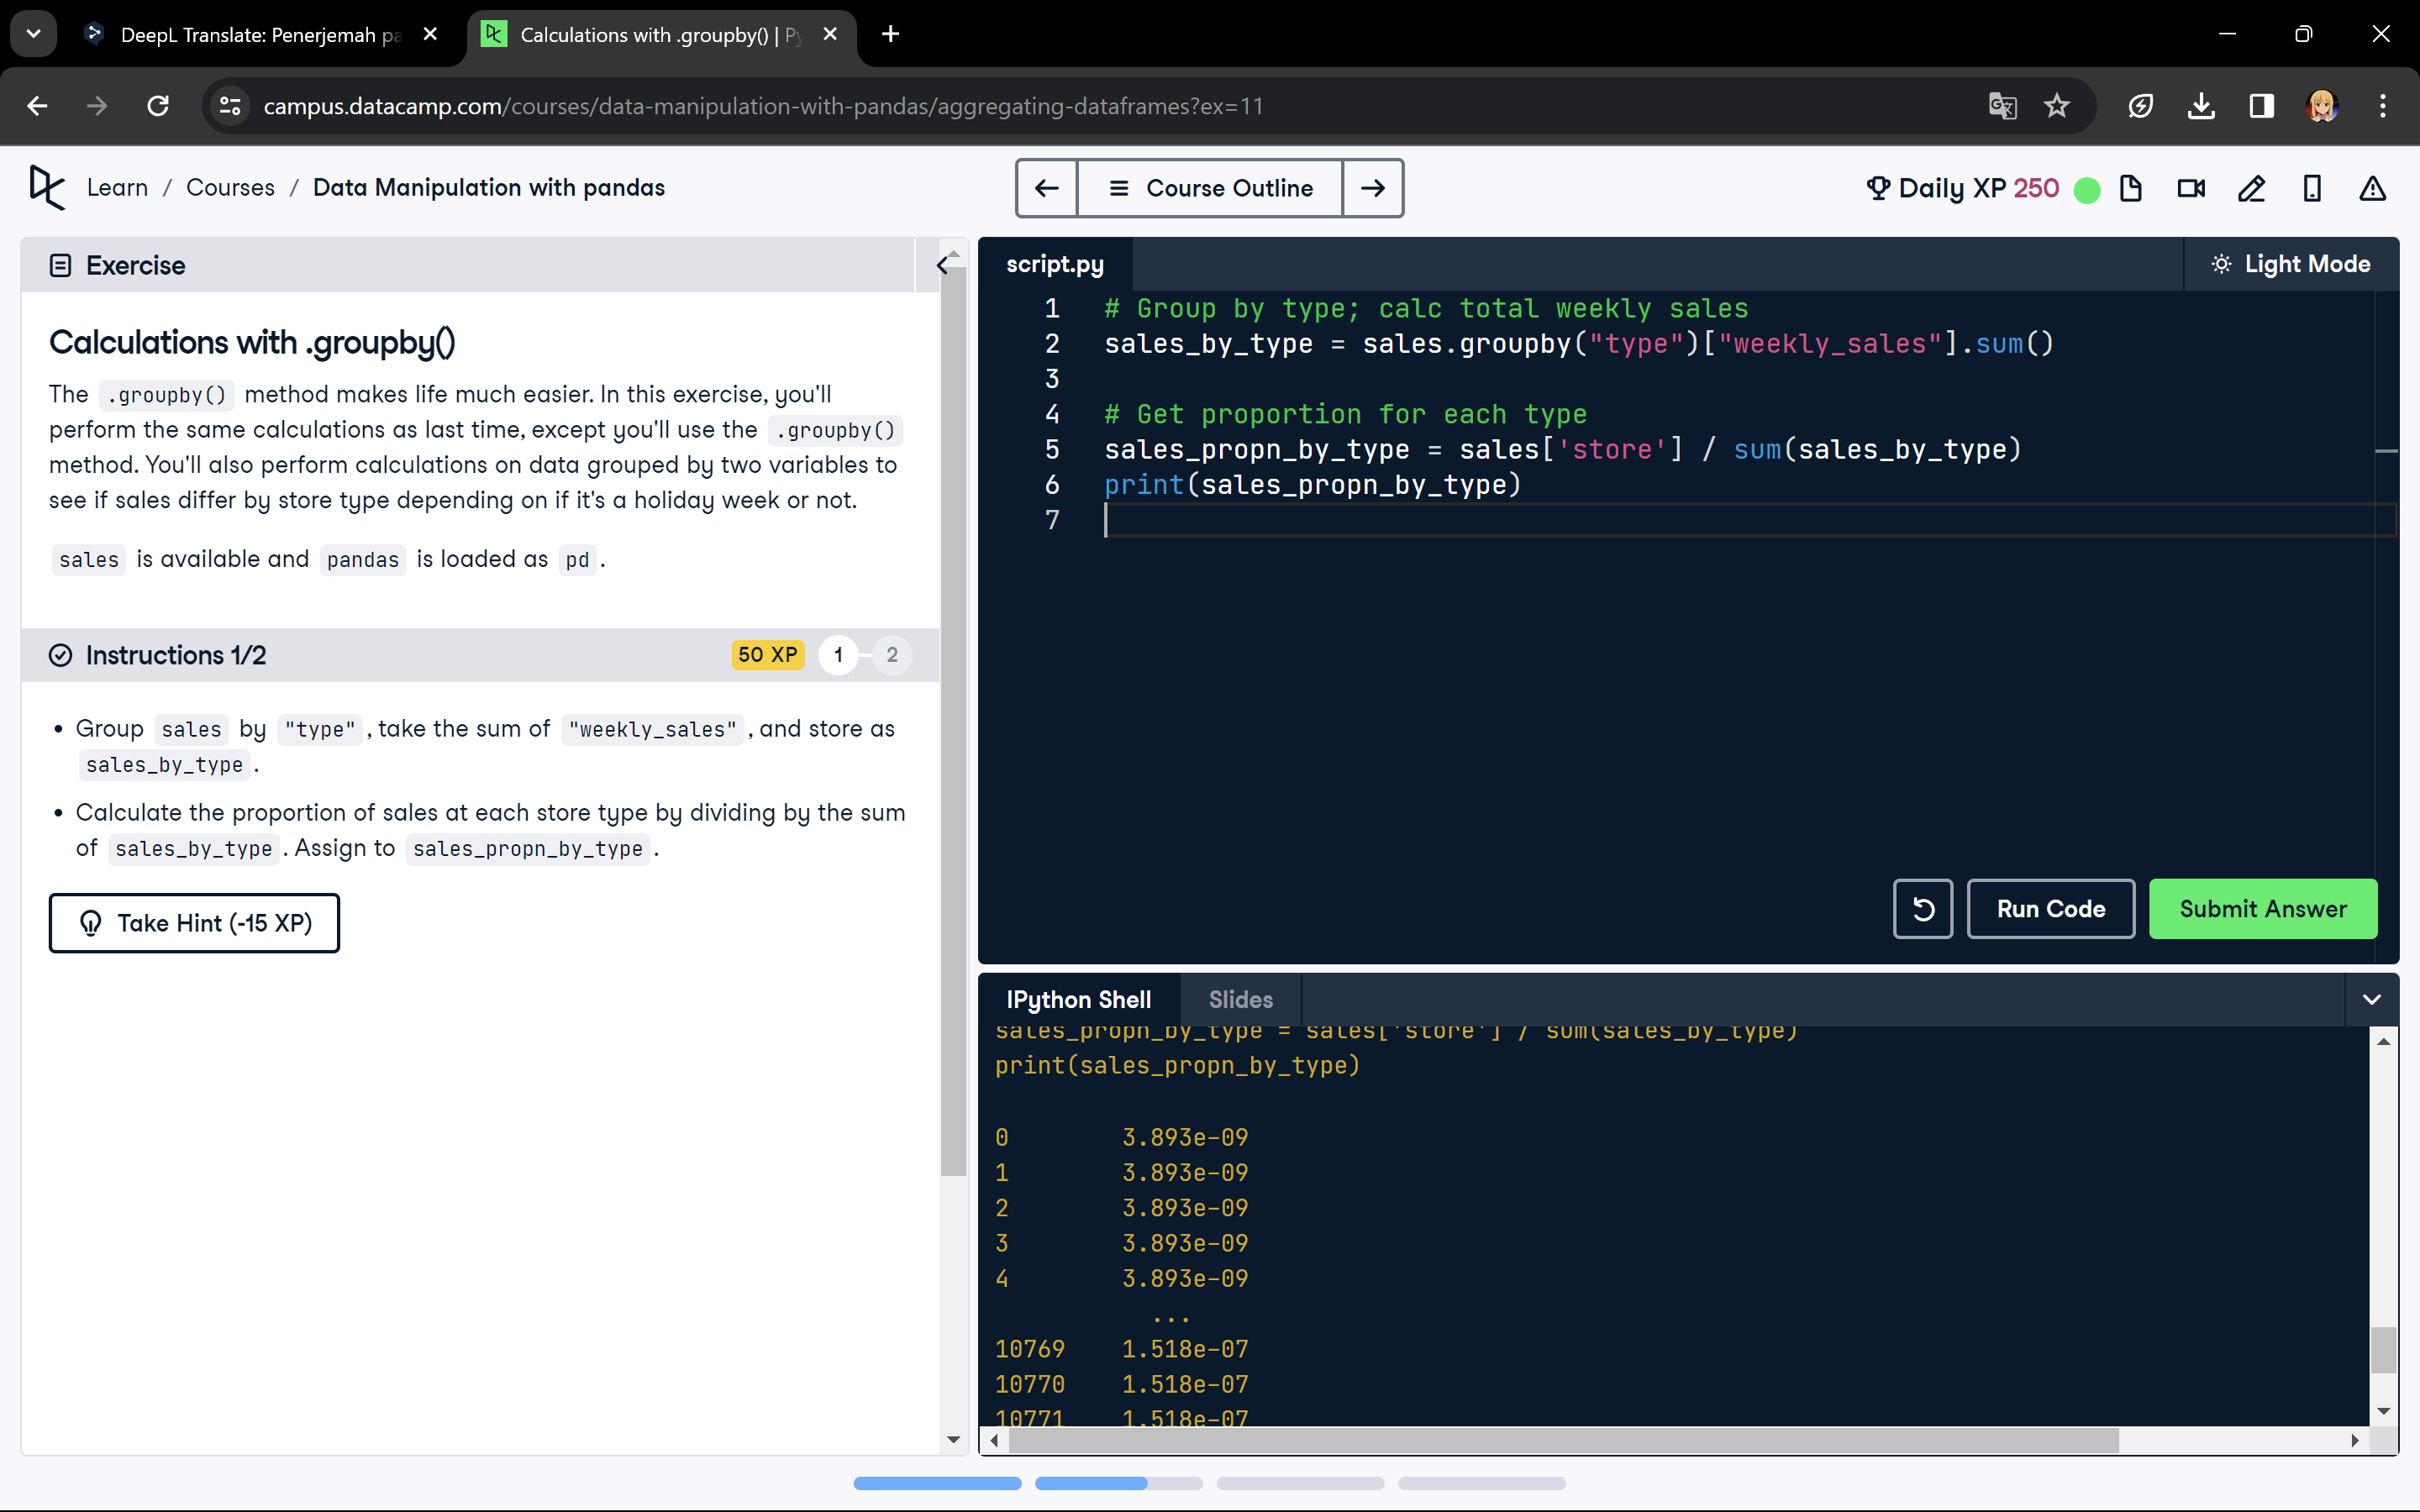 DeepL Translate: Penerjemah pa
Calculations with .groupby() | Py
campus.datacamp.com/courses/data-manipulation-with-pandas/aggregating-dataframes?ex=11
Learn / Courses / Data Manipulation with pandas
Course Outline
Daily XP 250
Exercise
Calculations with .groupby()
The .groupby() method makes life much easier. In this exercise, you'll
perform the same calculations as last time, except you'll use the .groupby()
method. You'll also perform calculations on data grouped by two variables to
see if sales differ by store type depending on if it's a holiday week or not.
sales is available and pandas is loaded as pd.
Instructions 1/2
50 XP
1
2
• Group sales by "type", take the sum of "weekly_sales", and store as
sales_by_type.
• Calculate the proportion of sales at each store type by dividing by the sum
of sales_by_type. Assign to sales_propn_by_type.
Take Hint (-15 XP)
script.py
Light Mode
1 # Group by type; calc total weekly sales
2 sales_by_type = sales.groupby("type")["weekly_sales"].sum()
3
4 # Get proportion for each type
5 sales_propn_by_type = sales['store'] / sum(sales_by_type)
6 print(sales_propn_by_type)
7
Run Code
Submit Answer
IPython Shell
Slides
sales_propn_by_type = sales['store'] / sum(sales_by_type)
print(sales_propn_by_type)
0 3.893e-09
1 3.893e-09
2 3.893e-09
3 3.893e-09
4 3.893e-09
...
10769 1.518e-07
10770 1.518e-07
10771 1.518e-07